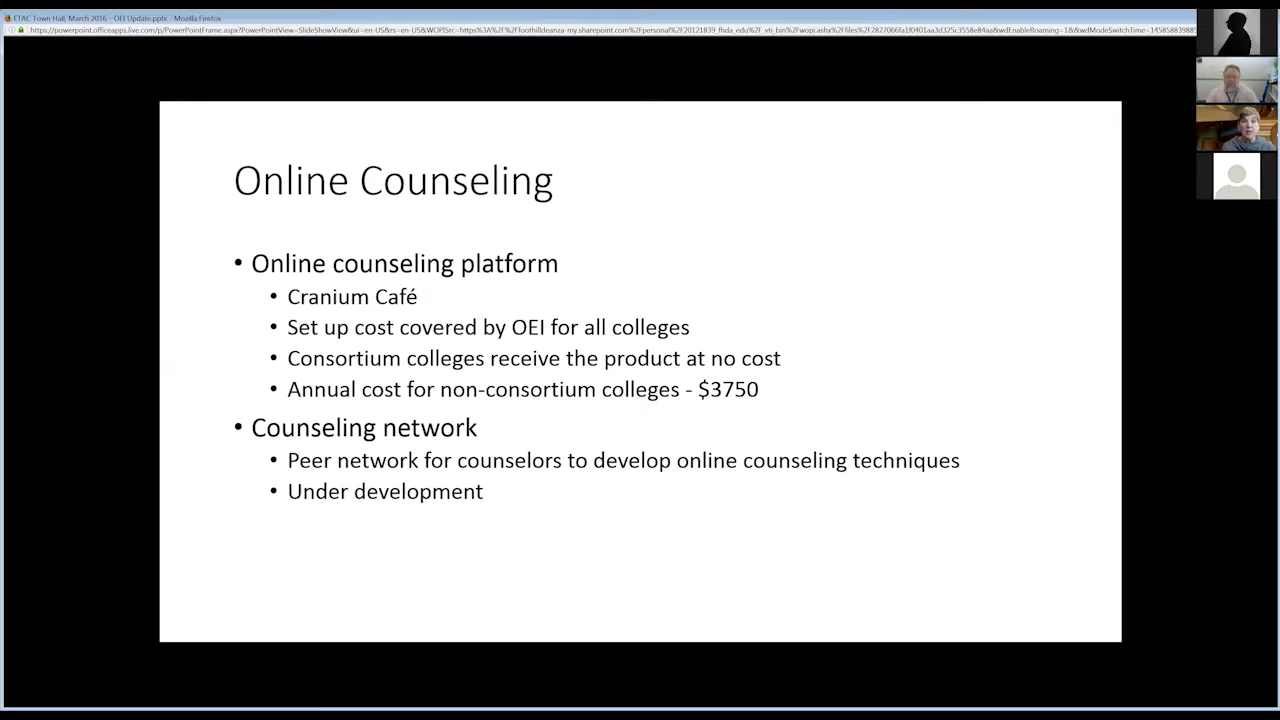 ETAC Town Hall, March 2016 - OEI Update.pptx - Mozilla Firefox
https://powerpoint.officeapps.live.com/p/PowerPointFrame.aspx?PowerPointView=SlideShowView&ui=en-US&rs=en-US&WOPISrc=https%3A%2F%2Ffoothilldeanza-my.sharepoint.com%2Fpersonal%2F20121839_fhda_edu%2F_vti_bin%2Fwopi.ashx%2Ffiles%2F2827066fa1f0401aa3d325c3558e84aa&wdEnableRoaming=1&wdModeSwitchTime=1458588398
Online Counseling
• Online counseling platform
• Cranium Café
• Set up cost covered by OEI for all colleges
• Consortium colleges receive the product at no cost
• Annual cost for non-consortium colleges - $3750
• Counseling network
• Peer network for counselors to develop online counseling techniques
• Under development